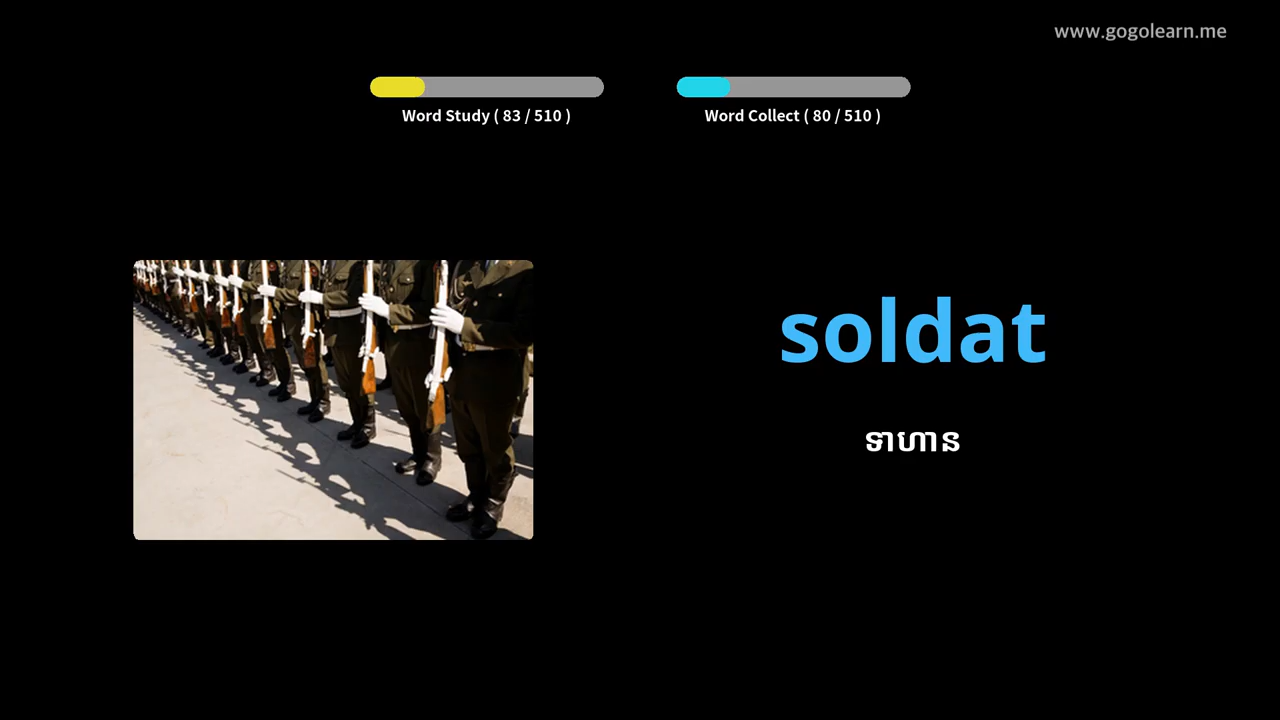 www.gogolearn.me
Word Study ( 83 / 510 )
Word Collect ( 80 / 510 )
soldat
ទាហាន